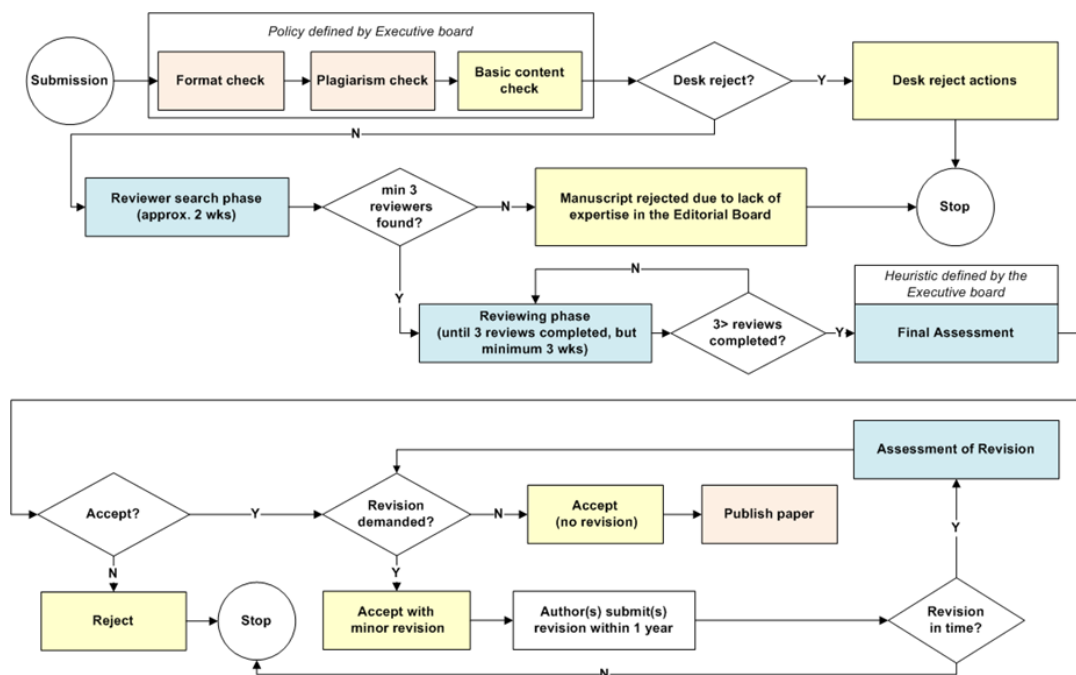 Policy defined by Executive board
Submission
Format check
Plagiarism check
Basic content
check
Desk reject?
Y
Desk reject actions
N
Reviewer search phase
(approx. 2 wks)
min 3
reviewers
found?
N
Manuscript rejected due to lack of
expertise in the Editorial Board
Stop
Y
N
Reviewing phase
(until 3 reviews completed, but
minimum 3 wks)
3> reviews
completed?
Y
Heuristic defined by the
Executive board
Final Assessment
Assessment of Revision
Accept?
Y
Revision
demanded?
N
Accept
(no revision)
Publish paper
Y
N
Y
Reject
Stop
Accept with
minor revision
Author(s) submit(s)
revision within 1 year
Revision
in time?
N